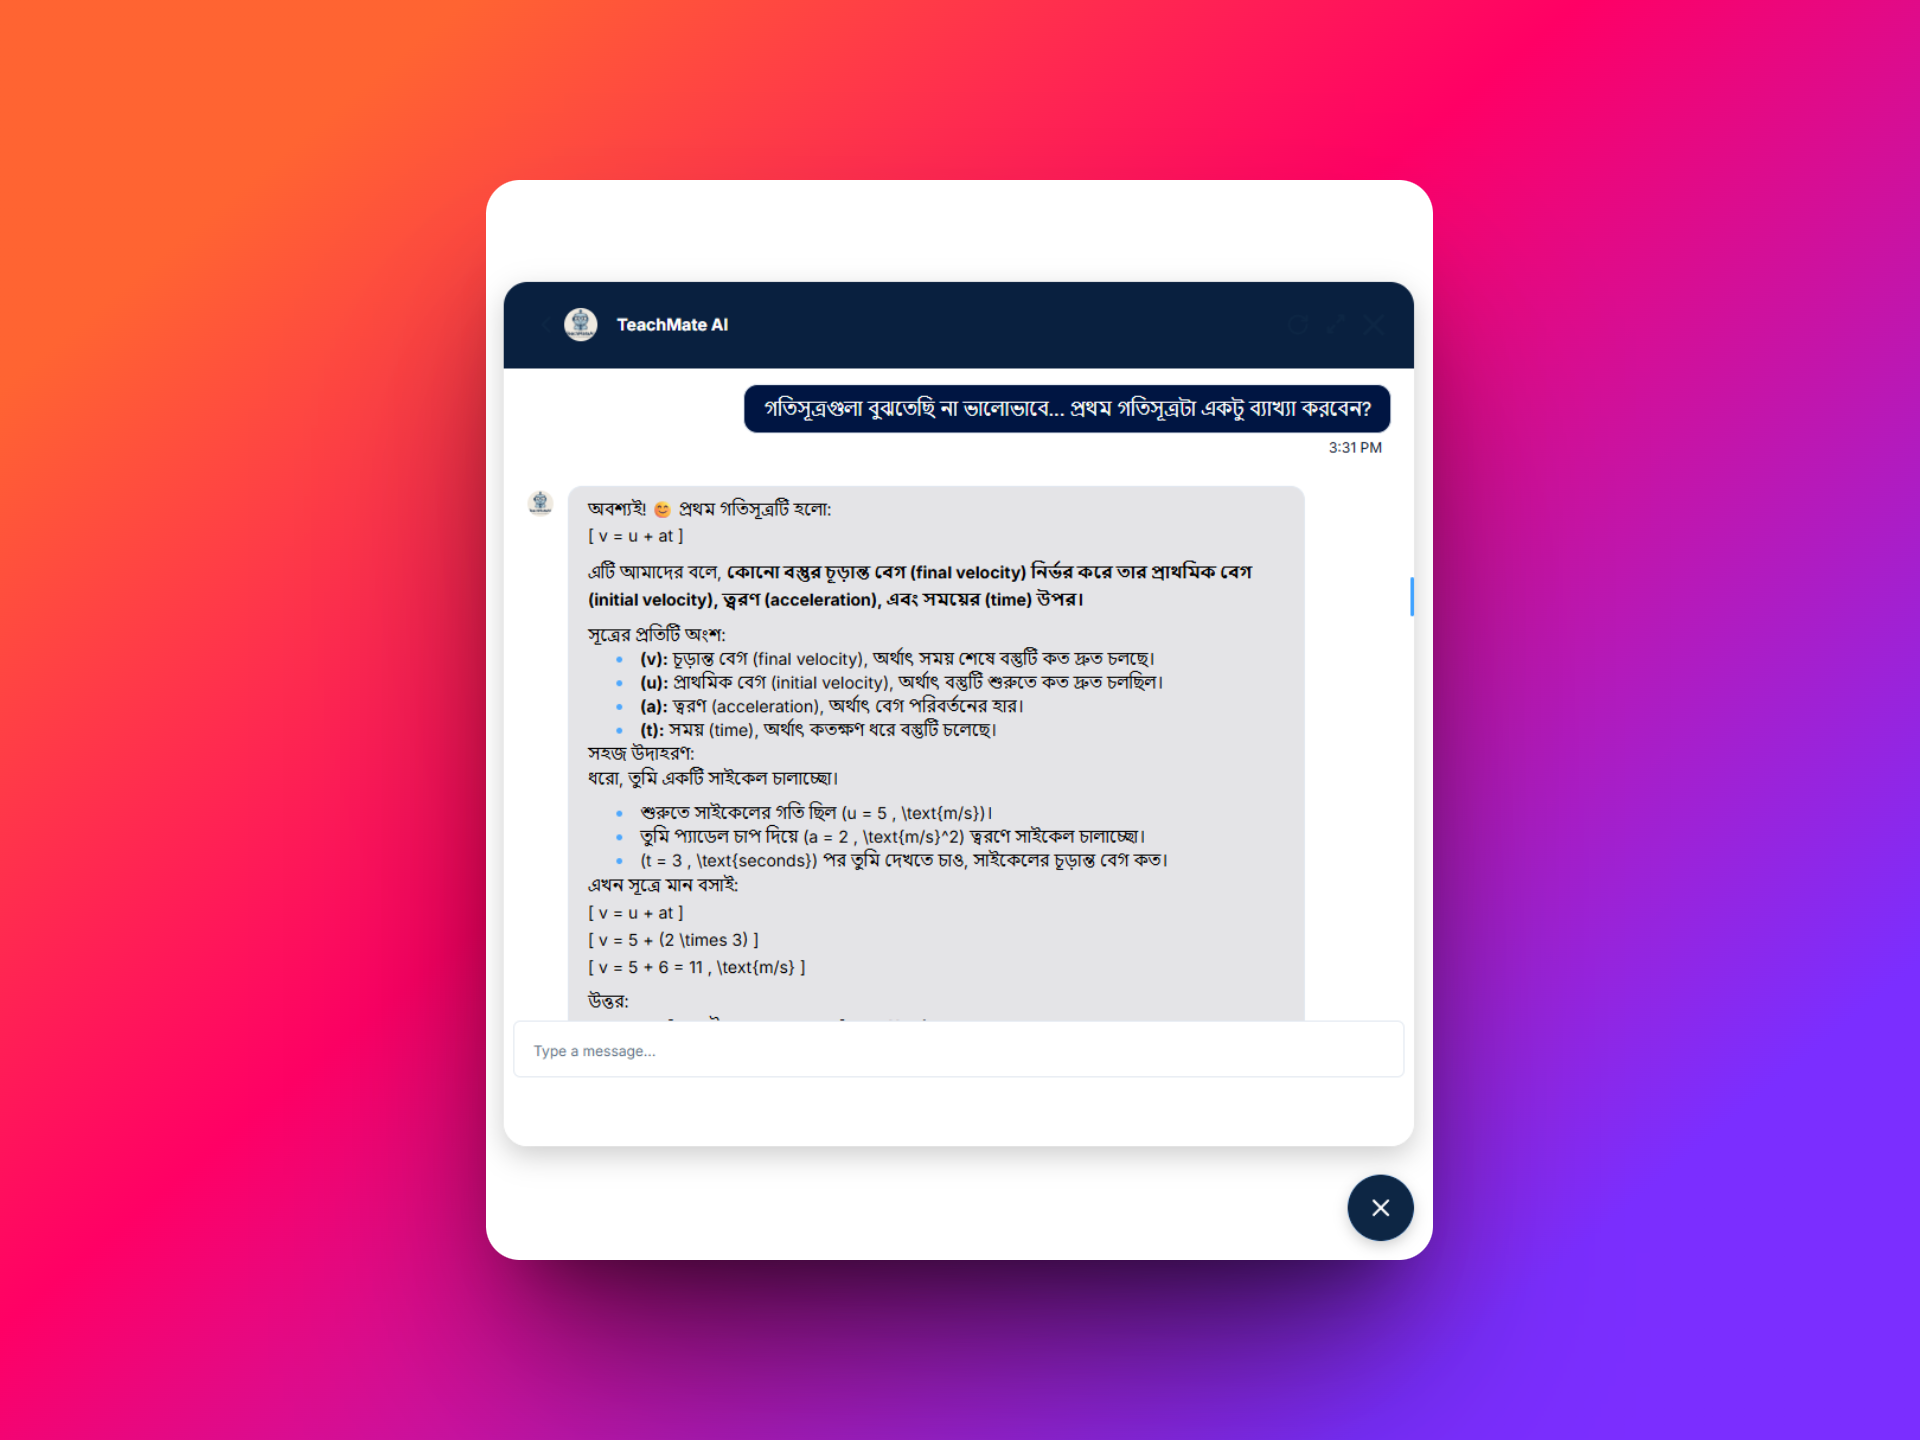 TeachMate AI
গতিসূত্রগুলা বুঝতেছি না ভালোভাবে... প্রথম গতিসূত্রটা একটু ব্যাখ্যা করবেন?
3:31 PM
অবশ্যই! 😊 প্রথম গতিসূত্রটি হলো:
[ v = u + at ]
এটি আমাদের বলে, কোনো বস্তুর চূড়ান্ত বেগ (final velocity) নির্ভর করে তার প্রাথমিক বেগ
(initial velocity), ত্বরণ (acceleration), এবং সময়ের (time) উপর।
সূত্রের প্রতিটি অংশ:
• (v): চূড়ান্ত বেগ (final velocity), অর্থাৎ সময় শেষে বস্তুটি কত দ্রুত চলছে।
• (u): প্রাথমিক বেগ (initial velocity), অর্থাৎ বস্তুটি শুরুতে কত দ্রুত চলছিল।
• (a): ত্বরণ (acceleration), অর্থাৎ বেগ পরিবর্তনের হার।
• (t): সময় (time), অর্থাৎ কতক্ষণ ধরে বস্তুটি চলেছে।
সহজ উদাহরণ:
ধরো, তুমি একটি সাইকেল চালাচ্ছো।
• শুরুতে সাইকেলের গতি ছিল (u = 5 , \text{m/s})।
• তুমি প্যাডেল চাপ দিয়ে (a = 2 , \text{m/s}^2) ত্বরণে সাইকেল চালাচ্ছো।
• (t = 3 , \text{seconds}) পর তুমি দেখতে চাও, সাইকেলের চূড়ান্ত বেগ কত।
এখন সূত্রে মান বসাই:
[ v = u + at ]
[ v = 5 + (2 \times 3) ]
[ v = 5 + 6 = 11 , \text{m/s} ]
উত্তর:
Type a message...